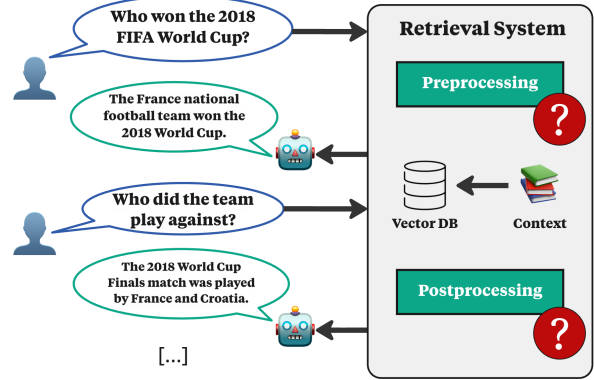 Who won the 2018
FIFA World Cup?
The France national
football team won the
2018 World Cup.
Who did the team
play against?
The 2018 World Cup
Finals match was played
by France and Croatia.
[...]
Retrieval System
Preprocessing
?
Vector DB
Context
Postprocessing
?